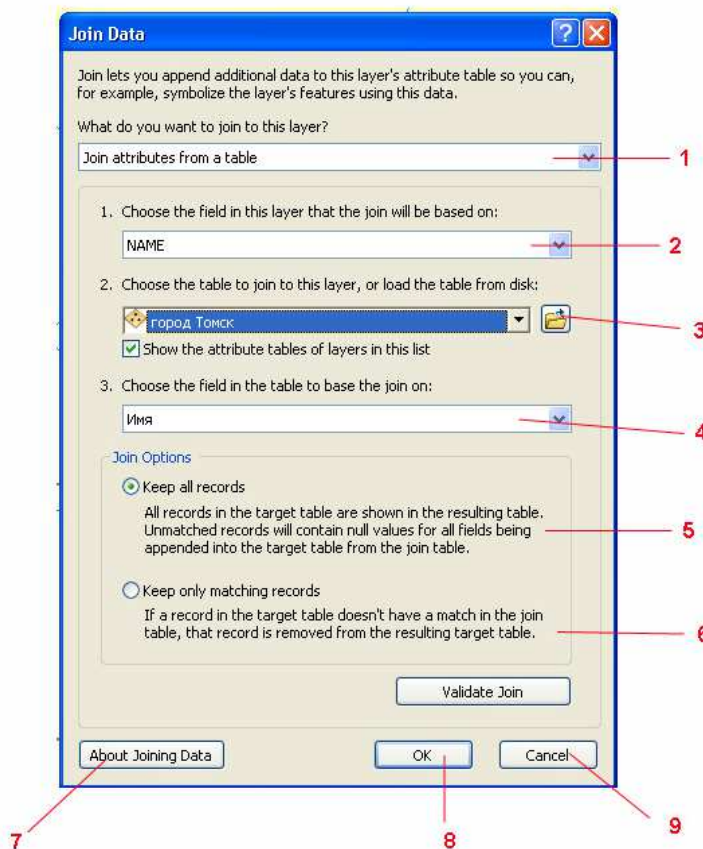 Join Data
Join lets you append additional data to this layer's attribute table so you can,
for example, symbolize the layer's features using this data.
What do you want to join to this layer?
Join attributes from a table
1
1. Choose the field in this layer that the join will be based on:
NAME
2
2. Choose the table to join to this layer, or load the table from disk:
город Томск
3
Show the attribute tables of layers in this list
3. Choose the field in the table to base the join on:
Имя
4
Join Options
Keep all records
All records in the target table are shown in the resulting table.
Unmatched records will contain null values for all fields being
appended into the target table from the join table.
5
Keep only matching records
If a record in the target table doesn't have a match in the join
table, that record is removed from the resulting target table.
6
Validate Join
About Joining Data
OK
Cancel
7
8
9